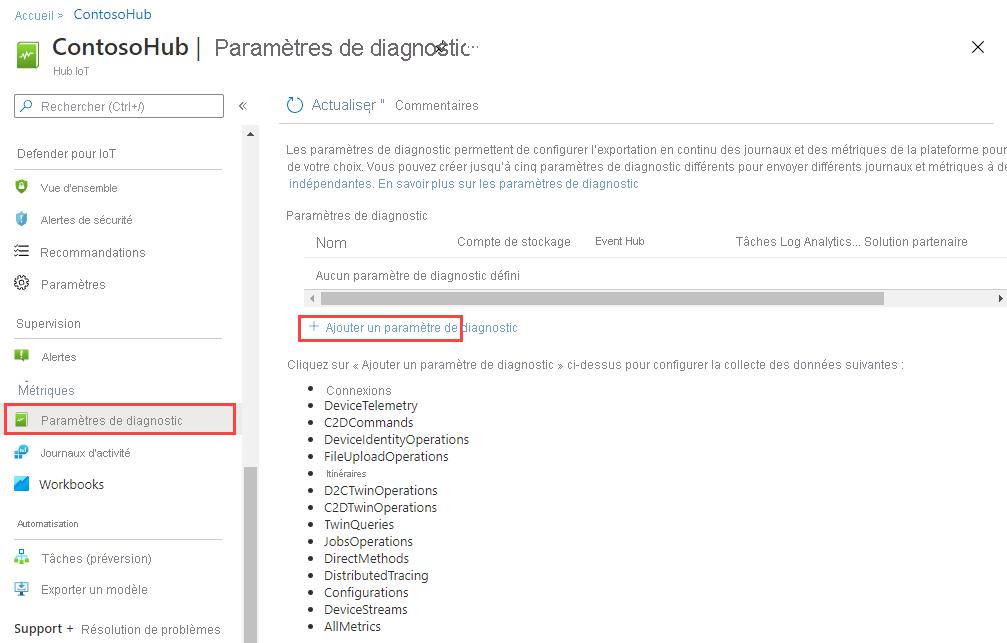 Accueil > ContosoHub
ContosoHub | Paramètres de diagnostic ...
Hub IoT
Rechercher (Ctrl+/)
«
Defender pour IoT
Vue d'ensemble
Alertes de sécurité
Recommandations
Paramètres
Supervision
Alertes
Métriques
Paramètres de diagnostic
Journaux d'activité
Workbooks
Automatisation
Tâches (préversion)
Exporter un modèle
Support + Résolution de problèmes
Actualiser " Commentaires
Les paramètres de diagnostic permettent de configurer l'exportation en continu des journaux et des métriques de la plateforme pour
de votre choix. Vous pouvez créer jusqu'à cinq paramètres de diagnostic différents pour envoyer différents journaux et métriques à de
indépendantes. En savoir plus sur les paramètres de diagnostic
Paramètres de diagnostic
Nom Compte de stockage Event Hub Tâches Log Analytics... Solution partenaire
Aucun paramètre de diagnostic défini
+ Ajouter un paramètre de diagnostic
Cliquez sur « Ajouter un paramètre de diagnostic » ci-dessus pour configurer la collecte des données suivantes :
• Connexions
• DeviceTelemetry
• C2DCommands
• DeviceIdentityOperations
• FileUploadOperations
• Itinéraires
• D2CTwinOperations
• C2DTwinOperations
• TwinQueries
• JobsOperations
• DirectMethods
• DistributedTracing
• Configurations
• DeviceStreams
• AllMetrics